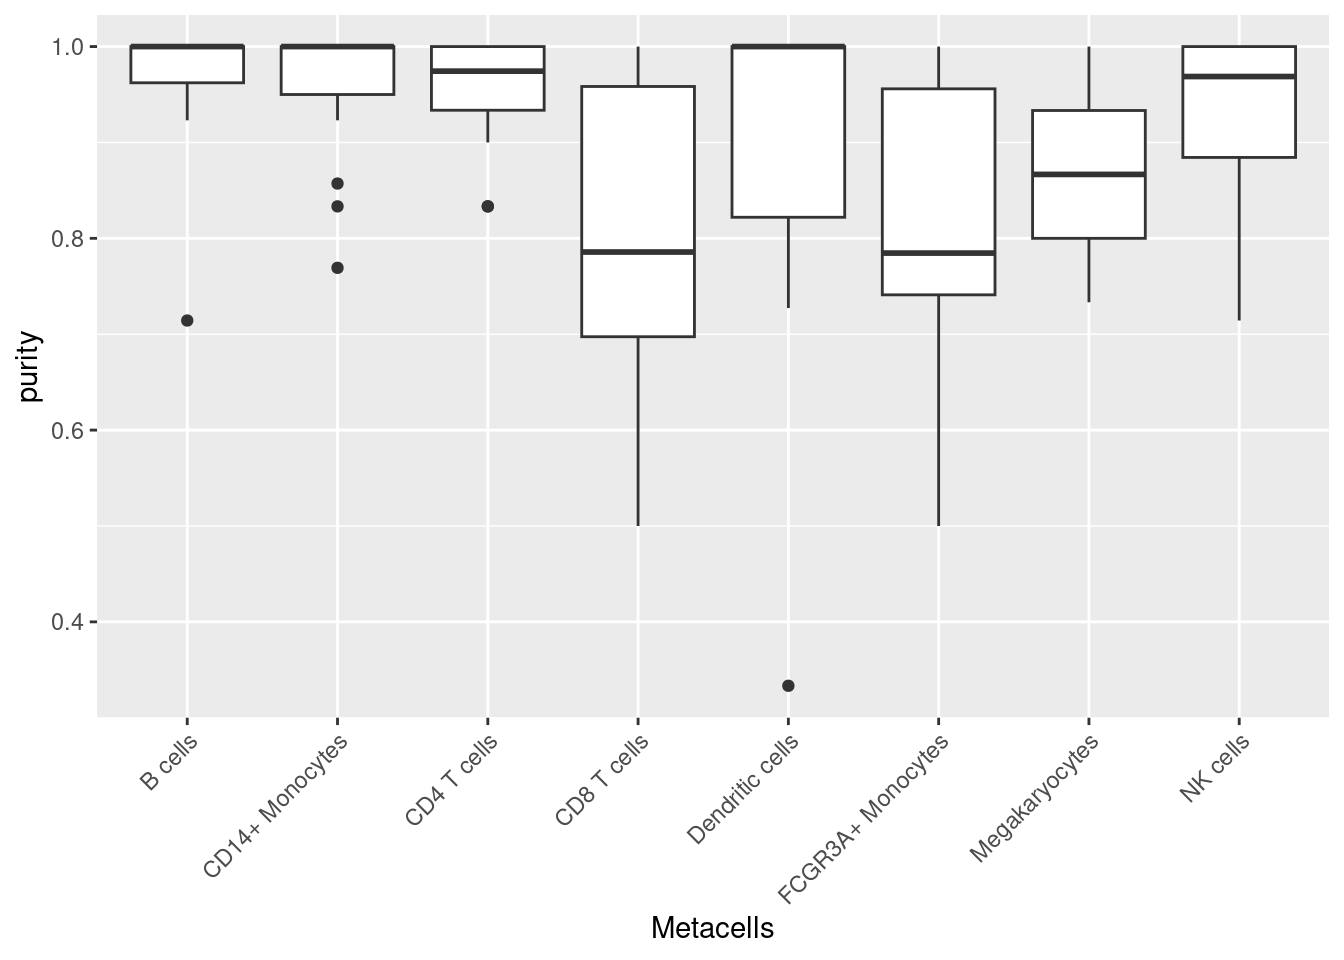 purity
1.0
0.8
0.6
0.4
B cells
CD14+ Monocytes
CD4 T cells
CD8 T cells
Dendritic cells
FCGR3A+ Monocytes
Megakaryocytes
NK cells
Metacells